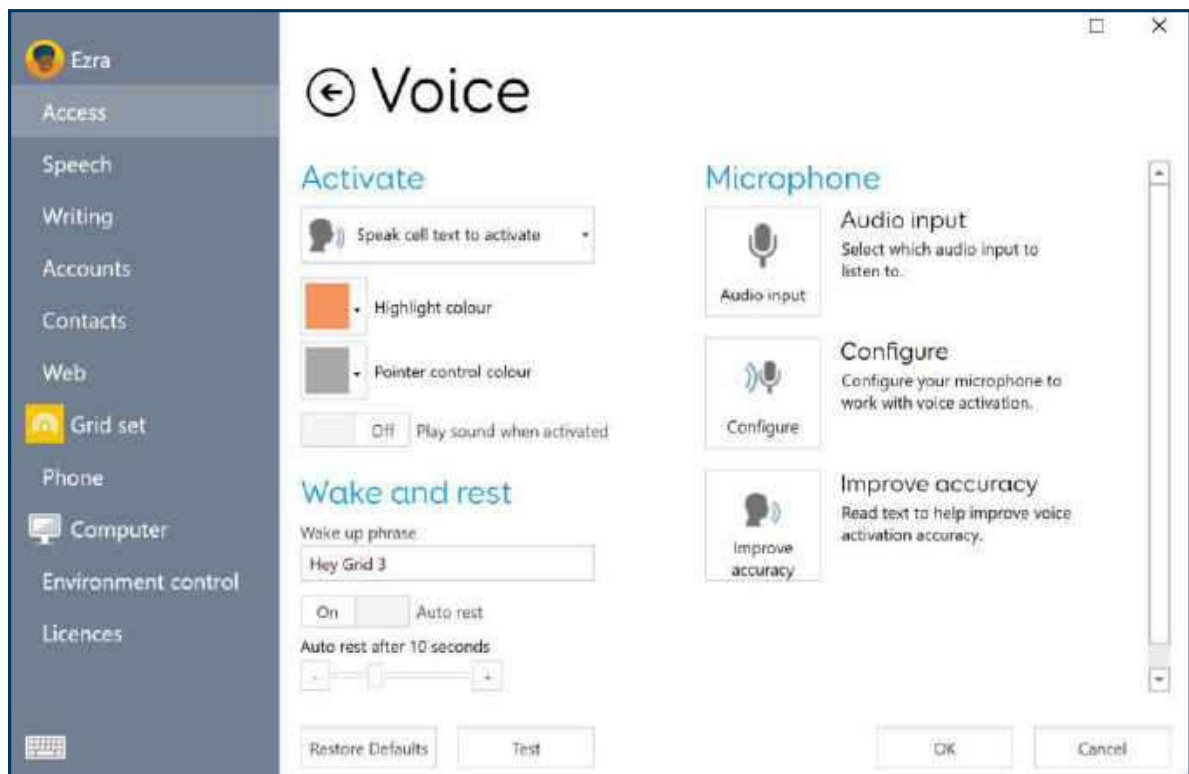 Ezra
Access
Speech
Writing
Accounts
Contacts
Web
Grid set
Phone
Computer
Environment control
Licences
Voice
Activate
Speak cell text to activate
Highlight colour
Pointer control colour
Off Play sound when activated
Wake and rest
Wake up phrase
Hey Grid 3
On Auto rest
Auto rest after 10 seconds
- +
Microphone
Audio input
Audio input
Select which audio input to
listen to.
Configure
Configure
Configure your microphone to
work with voice activation.
Improve
accuracy
Improve accuracy
Read text to help improve voice
activation accuracy.
Restore Defaults Test OK Cancel